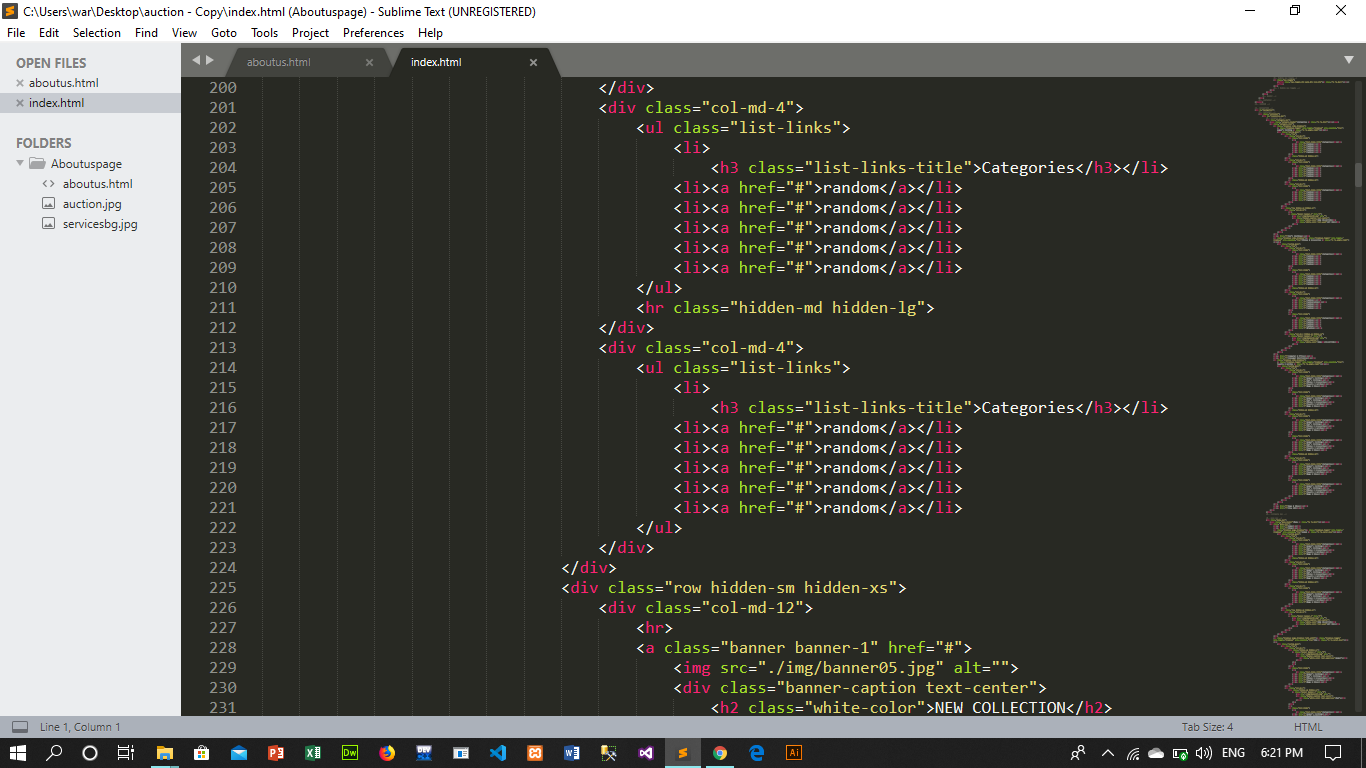 C:\Users\war\Desktop\auction - Copy\index.html (Aboutuspage) - Sublime Text (UNREGISTERED)
File Edit Selection Find View Goto Tools Project Preferences Help
OPEN FILES
aboutus.html
index.html
FOLDERS
Aboutuspage
aboutus.html
auction.jpg
servicesbg.jpg
aboutus.html index.html
200 </div>
201 <div class="col-md-4">
202 <ul class="list-links">
203 <li>
204 <h3 class="list-links-title">Categories</h3></li>
205 <li><a href="#">random</a></li>
206 <li><a href="#">random</a></li>
207 <li><a href="#">random</a></li>
208 <li><a href="#">random</a></li>
209 <li><a href="#">random</a></li>
210 </ul>
211 <hr class="hidden-md hidden-lg">
212 </div>
213 <div class="col-md-4">
214 <ul class="list-links">
215 <li>
216 <h3 class="list-links-title">Categories</h3></li>
217 <li><a href="#">random</a></li>
218 <li><a href="#">random</a></li>
219 <li><a href="#">random</a></li>
220 <li><a href="#">random</a></li>
221 <li><a href="#">random</a></li>
222 </ul>
223 </div>
224 </div>
225 <div class="row hidden-sm hidden-xs">
226 <div class="col-md-12">
227 <hr>
228 <a class="banner banner-1" href="#">
229 <img src="./img/banner05.jpg" alt="">
230 <div class="banner-caption text-center">
231 <h2 class="white-color">NEW COLLECTION</h2>
Line 1, Column 1 Tab Size: 4 HTML
Dw DEV Ai ENG 6:21 PM